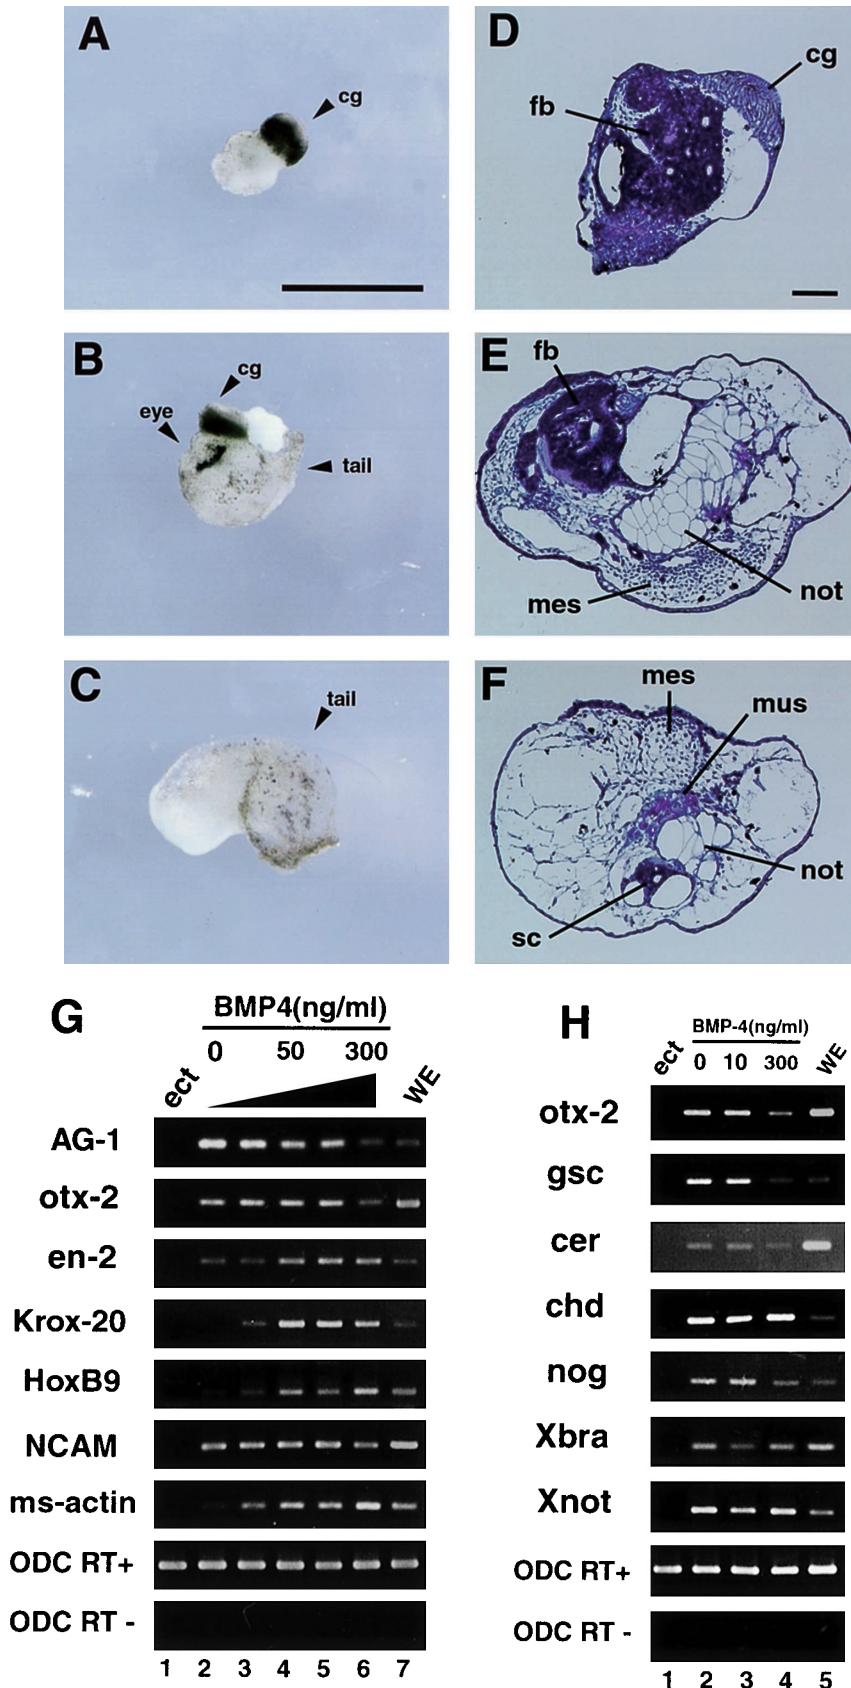 A
cg
B
cg
eye
tail
C
tail
D
cg
fb
E
fb
not
mes
F
mes
mus
not
sc
G
BMP4(ng/ml)
0 50 300
ect WE
AG-1
otx-2
en-2
Krox-20
HoxB9
NCAM
ms-actin
ODC RT+
ODC RT -
1 2 3 4 5 6 7
H
BMP-4(ng/ml)
ect 0 10 300 WE
otx-2
gsc
cer
chd
nog
Xbra
Xnot
ODC RT+
ODC RT -
1 2 3 4 5